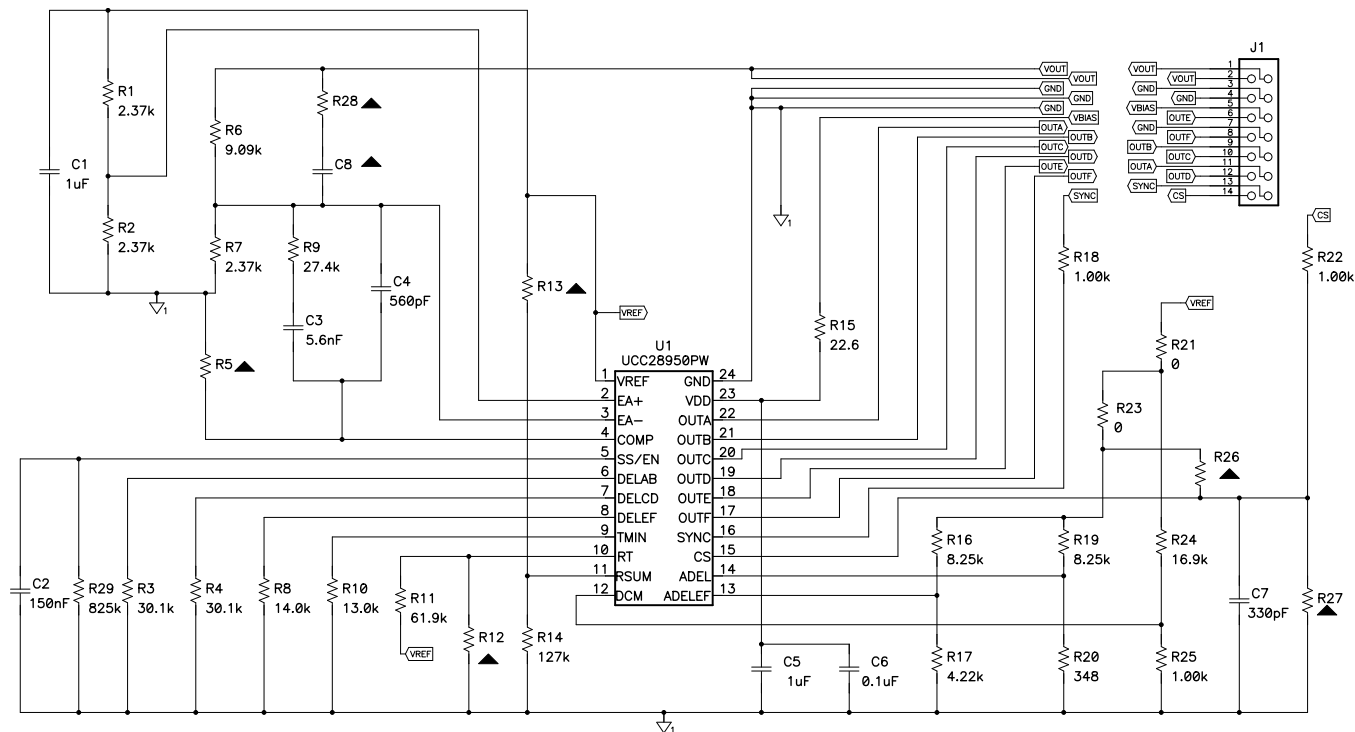 J1
VOUT
VOUT
GND
GND
GND
VBIAS
OUTA
OUTB
OUTC
OUTD
OUTE
OUTF
SYNC
VOUT 1
VOUT 2
GND 3
GND 4
VBIAS 5
OUTE 6
GND 7
OUTF 8
OUTB 9
OUTC 10
OUTA 11
OUTD 12
SYNC 13
CS 14
R1
2.37k
R28
R6
9.09k
C1
1uF
C8
R2
2.37k
R7
2.37k
R9
27.4k
C4
560pF
R13
1
1
CS
R18
1.00k
R22
1.00k
C3
5.6nF
VREF
VREF
R15
22.6
R5
U1
UCC28950PW
R21
0
1 VREF GND 24
2 EA+ VDD 23
3 EA- OUTA 22
4 COMP OUTB 21
5 SS/EN OUTC 20
6 DELAB OUTD 19
7 DELCD OUTE 18
8 DELEF OUTF 17
9 TMIN SYNC 16
10 RT CS 15
11 RSUM ADEL 14
12 DCM ADELEF 13
R23
0
R26
R16
8.25k
R19
8.25k
R24
16.9k
C2
150nF
R29
825k
R3
30.1k
R4
30.1k
R8
14.0k
R10
13.0k
R11
61.9k
VREF
R12
R14
127k
C7
330pF
R27
C5
1uF
C6
0.1uF
R17
4.22k
R20
348
R25
1.00k
1